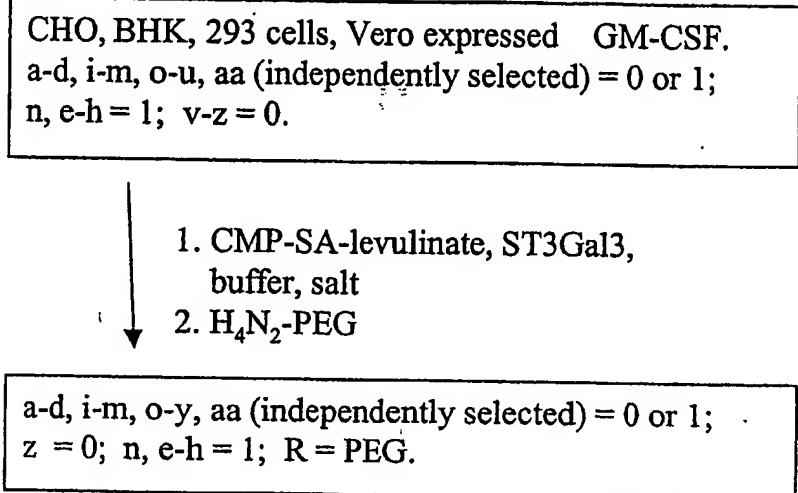 CHO, BHK, 293 cells, Vero expressed GM-CSF.
a-d, i-m, o-u, aa (independently selected) = 0 or 1;
n, e-h = 1; v-z = 0.
1. CMP-SA-levulinate, ST3Gal3,
buffer, salt
2. H₄N₂-PEG
a-d, i-m, o-y, aa (independently selected) = 0 or 1;
z = 0; n, e-h = 1; R = PEG.